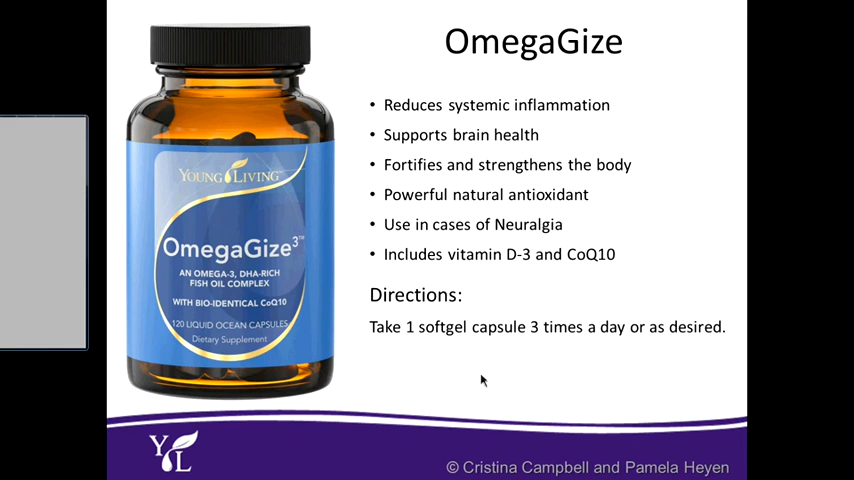 OmegaGize
• Reduces systemic inflammation
• Supports brain health
• Fortifies and strengthens the body
• Powerful natural antioxidant
• Use in cases of Neuralgia
• Includes vitamin D-3 and CoQ10
Directions:
Take 1 softgel capsule 3 times a day or as desired.
YOUNG LIVING
OmegaGize³™
AN OMEGA-3, DHA-RICH
FISH OIL COMPLEX
WITH BIO-IDENTICAL CoQ10
120 LIQUID OCEAN CAPSULES
Dietary Supplement
Y L
© Cristina Campbell and Pamela Heyen